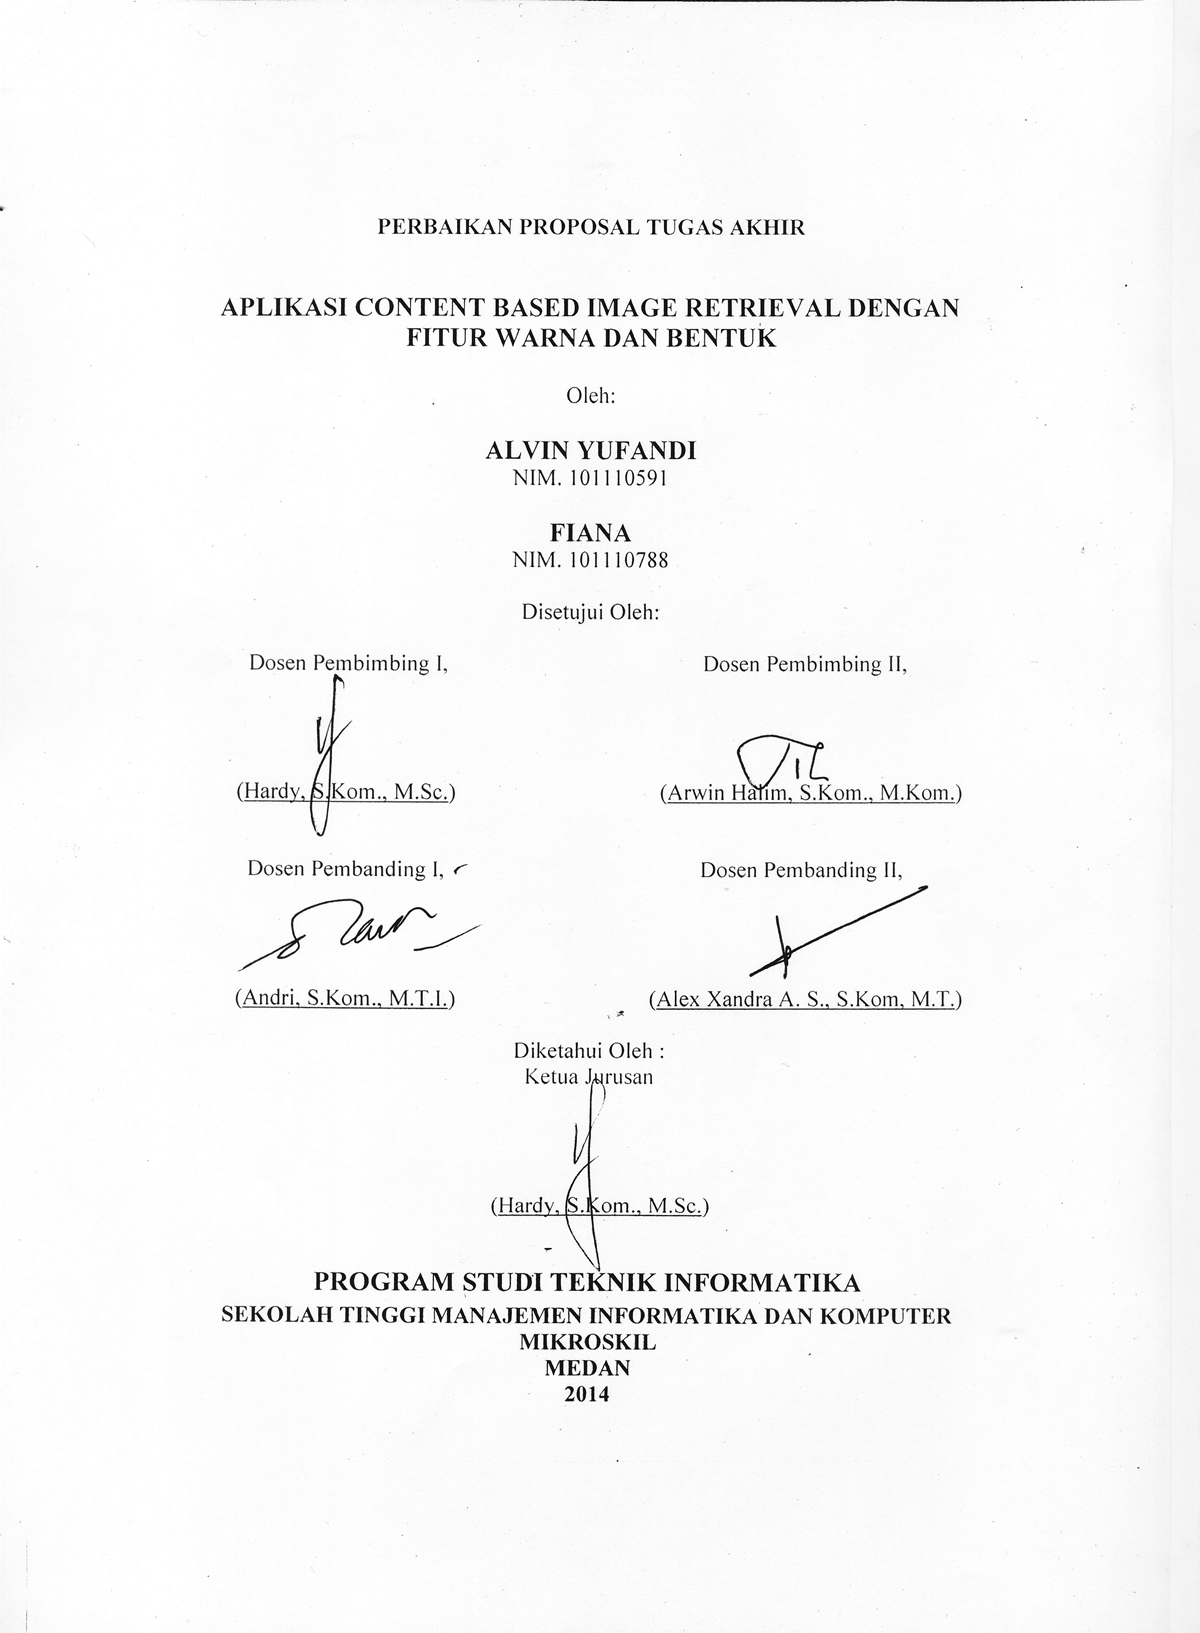 PERBAIKAN PROPOSAL TUGAS AKHIR
APLIKASI CONTENT BASED IMAGE RETRIEVAL DENGAN
FITUR WARNA DAN BENTUK
Oleh:
ALVIN YUFANDI
NIM. 101110591
FIANA
NIM. 101110788
Disetujui Oleh:
Dosen Pembimbing I,
Dosen Pembimbing II,
(Hardy, S.Kom., M.Sc.)
(Arwin Halim, S.Kom., M.Kom.)
Dosen Pembanding I,
Dosen Pembanding II,
(Andri, S.Kom., M.T.I.)
(Alex Xandra A. S., S.Kom, M.T.)
Diketahui Oleh :
Ketua Jurusan
(Hardy, S.Kom., M.Sc.)
PROGRAM STUDI TEKNIK INFORMATIKA
SEKOLAH TINGGI MANAJEMEN INFORMATIKA DAN KOMPUTER
MIKROSKIL
MEDAN
2014